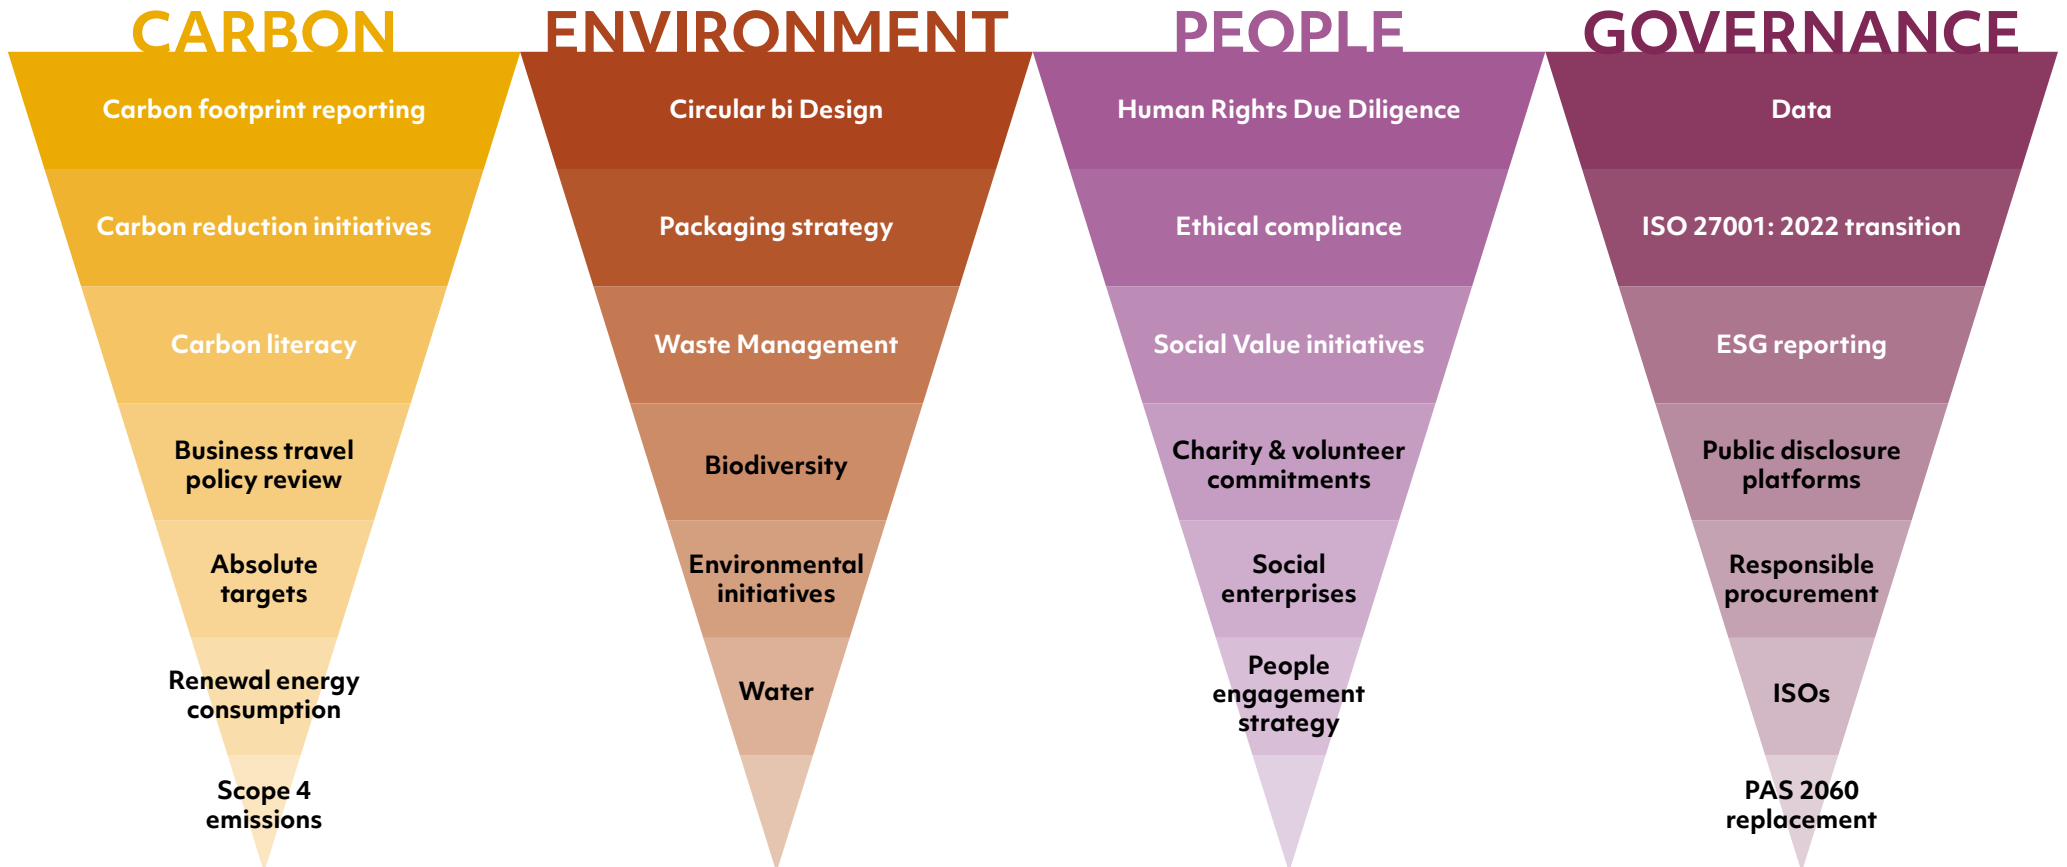 CARBON
Carbon footprint reporting
Carbon reduction initiatives
Carbon literacy
Business travel
policy review
Absolute
targets
Renewal energy
consumption
Scope 4
emissions
ENVIRONMENT
Circular bi Design
Packaging strategy
Waste Management
Biodiversity
Environmental
initiatives
Water
PEOPLE
Human Rights Due Diligence
Ethical compliance
Social Value initiatives
Charity & volunteer
commitments
Social
enterprises
People
engagement
strategy
GOVERNANCE
Data
ISO 27001: 2022 transition
ESG reporting
Public disclosure
platforms
Responsible
procurement
ISOs
PAS 2060
replacement